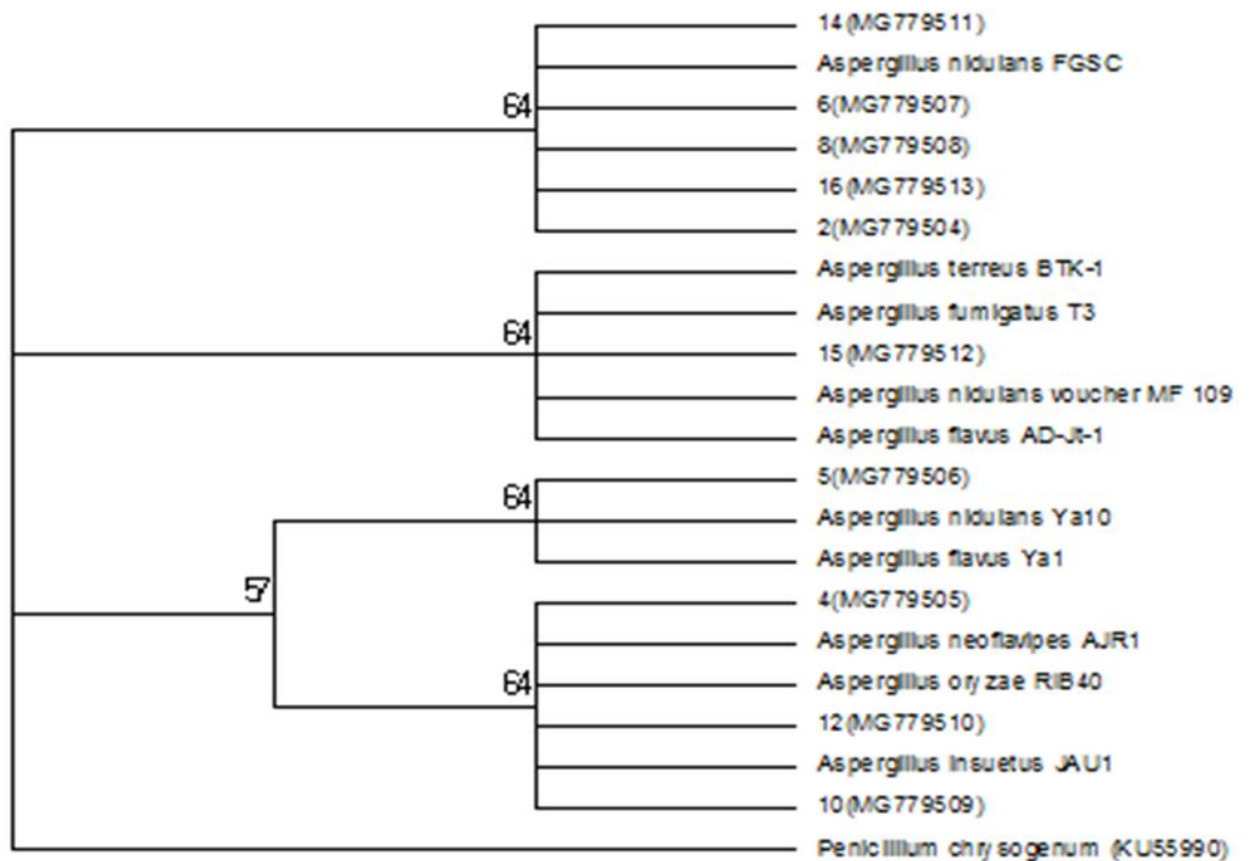 14(MG779511)
Aspergillus nidulans FGSC
64
6(MG779507)
8(MG779508)
16(MG779513)
2(MG779504)
Aspergillus terreus BTK-1
Aspergillus fumigatus T3
64
15(MG779512)
Aspergillus nidulans voucher MF 109
Aspergillus flavus AD-Jt-1
5(MG779506)
64
Aspergillus nidulans Ya10
Aspergillus flavus Ya1
57
4(MG779505)
Aspergillus neoflavipes AJR1
64
Aspergillus oryzae RIB40
12(MG779510)
Aspergillus insuetus JAU1
10(MG779509)
Penicillium chrysogenum (KU55990)